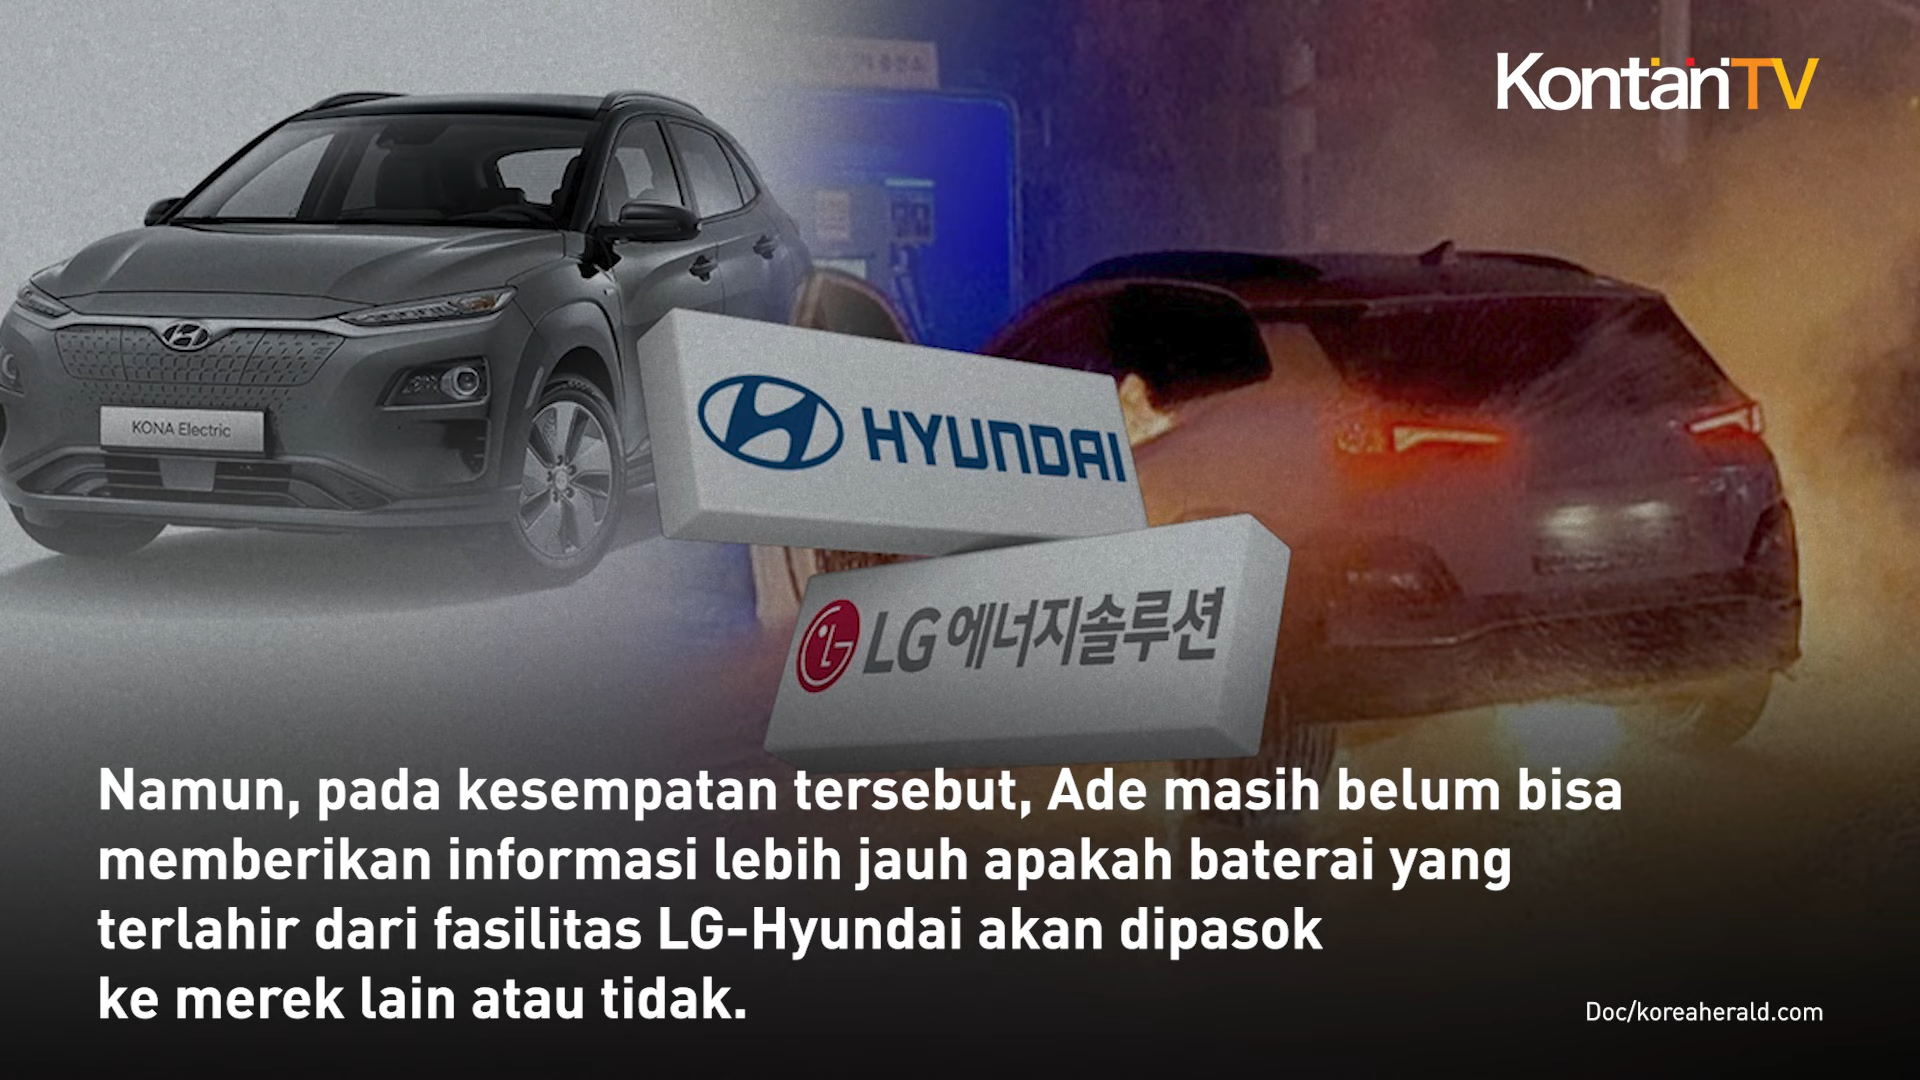 KontanTV
KONA Electric
HYUNDAI
LG에너지솔루션
Namun, pada kesempatan tersebut, Ade masih belum bisa
memberikan informasi lebih jauh apakah baterai yang
terlahir dari fasilitas LG-Hyundai akan dipasok
ke merek lain atau tidak.
Doc/koreaherald.com